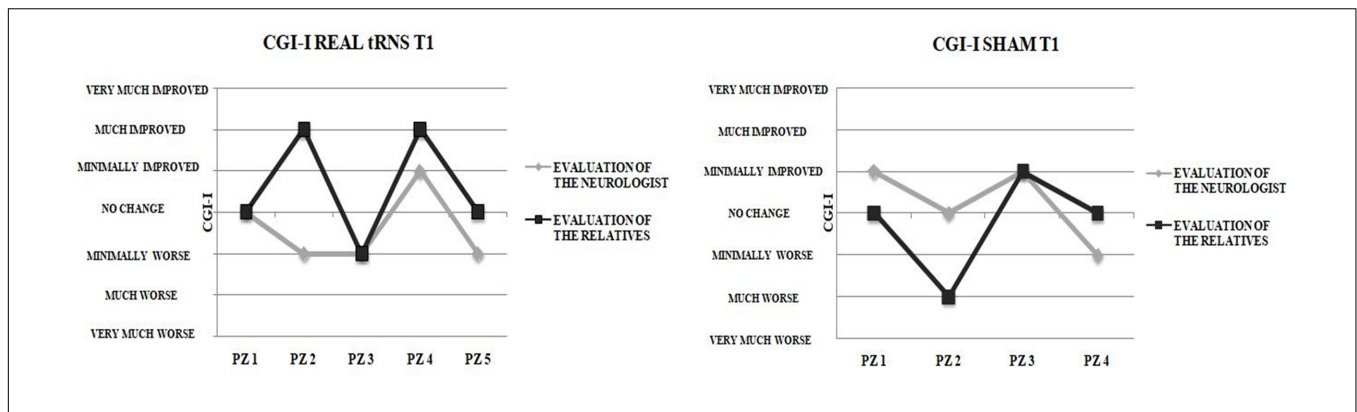 CGI-I REAL tRNS T1
VERY MUCH IMPROVED
MUCH IMPROVED
MINIMALLY IMPROVED
NO CHANGE
MINIMALLY WORSE
MUCH WORSE
VERY MUCH WORSE
CGI-I
PZ 1 PZ 2 PZ 3 PZ 4 PZ 5
EVALUATION OF
THE NEUROLOGIST
EVALUATION OF
THE RELATIVES
CGI-I SHAM T1
VERY MUCH IMPROVED
MUCH IMPROVED
MINIMALLY IMPROVED
NO CHANGE
MINIMALLY WORSE
MUCH WORSE
VERY MUCH WORSE
CGI-I
PZ 1 PZ 2 PZ 3 PZ 4
EVALUATION OF
THE NEUROLOGIST
EVALUATION OF
THE RELATIVES